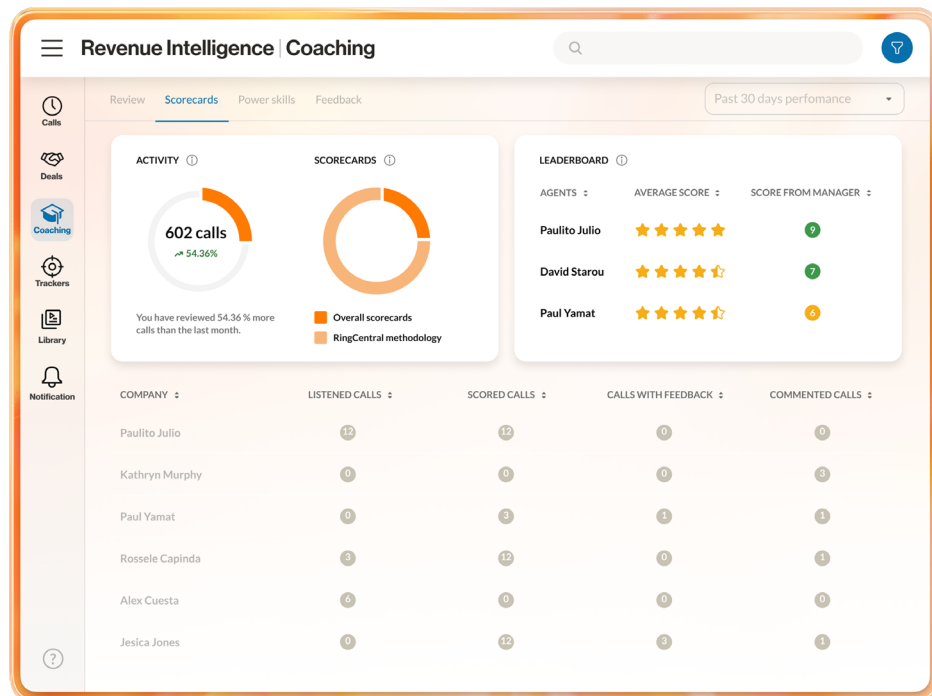 Revenue Intelligence | Coaching
Calls
Deals
Coaching
Trackers
Library
Notification
?
Review Scorecards Power skills Feedback
Past 30 days perfomance
ACTIVITY
602 calls
54.36%
You have reviewed 54.36 % more
calls than the last month.
SCORECARDS
Overall scorecards
RingCentral methodology
LEADERBOARD
AGENTS AVERAGE SCORE SCORE FROM MANAGER
Paulito Julio 9
David Starou 7
Paul Yamat 6
COMPANY LISTENED CALLS SCORED CALLS CALLS WITH FEEDBACK COMMENTED CALLS
Paulito Julio 12 12 0 0
Kathryn Murphy 0 0 0 3
Paul Yamat 0 3 1 1
Rossele Capinda 3 12 0 1
Alex Cuesta 6 0 0 0
Jesica Jones 0 12 3 1